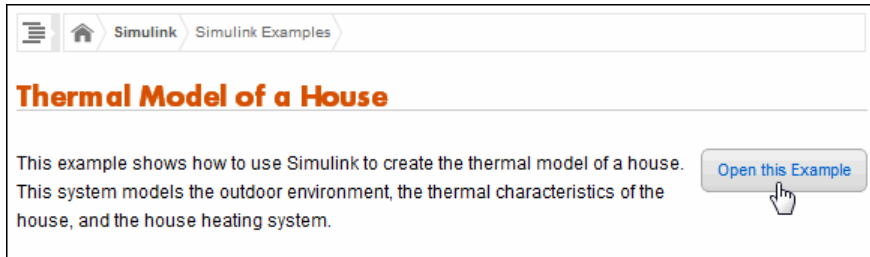 Simulink Simulink Examples
Thermal Model of a House
This example shows how to use Simulink to create the thermal model of a house.
This system models the outdoor environment, the thermal characteristics of the
house, and the house heating system.
Open this Example